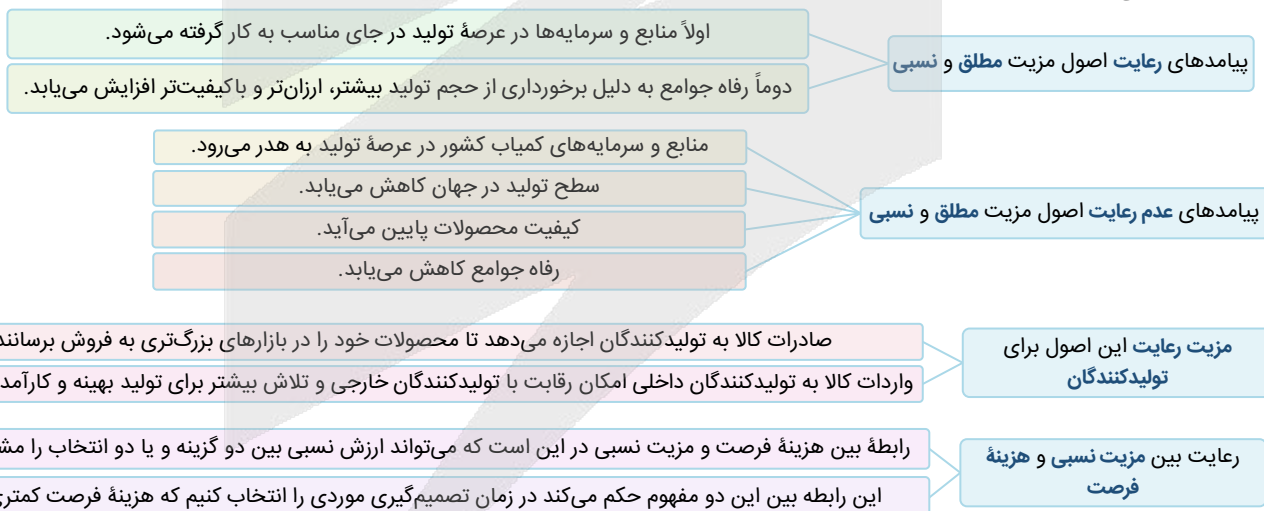 پیامدهای رعایت اصول مزیت مطلق و نسبی
اولاً منابع و سرمایه‌ها در عرصهٔ تولید در جای مناسب به کار گرفته می‌شود.
دوماً رفاه جوامع به دلیل برخورداری از حجم تولید بیشتر، ارزان‌تر و باکیفیت‌تر افزایش می‌یابد.
پیامدهای عدم رعایت اصول مزیت مطلق و نسبی
منابع و سرمایه‌های کمیاب کشور در عرصهٔ تولید به هدر می‌رود.
سطح تولید در جهان کاهش می‌یابد.
کیفیت محصولات پایین می‌آید.
رفاه جوامع کاهش می‌یابد.
مزیت رعایت این اصول برای
تولیدکنندگان
صادرات کالا به تولیدکنندگان اجازه می‌دهد تا محصولات خود را در بازارهای بزرگ‌تری به فروش برسانند
واردات کالا به تولیدکنندگان داخلی امکان رقابت با تولیدکنندگان خارجی و تلاش بیشتر برای تولید بهینه و کارآمد
رعایت بین مزیت نسبی و هزینهٔ
فرصت
رابطهٔ بین هزینهٔ فرصت و مزیت نسبی در این است که می‌تواند ارزش نسبی بین دو گزینه و یا دو انتخاب را
این رابطه بین این دو مفهوم حکم می‌کند در زمان تصمیم‌گیری موردی را انتخاب کنیم که هزینهٔ فرصت کمتری